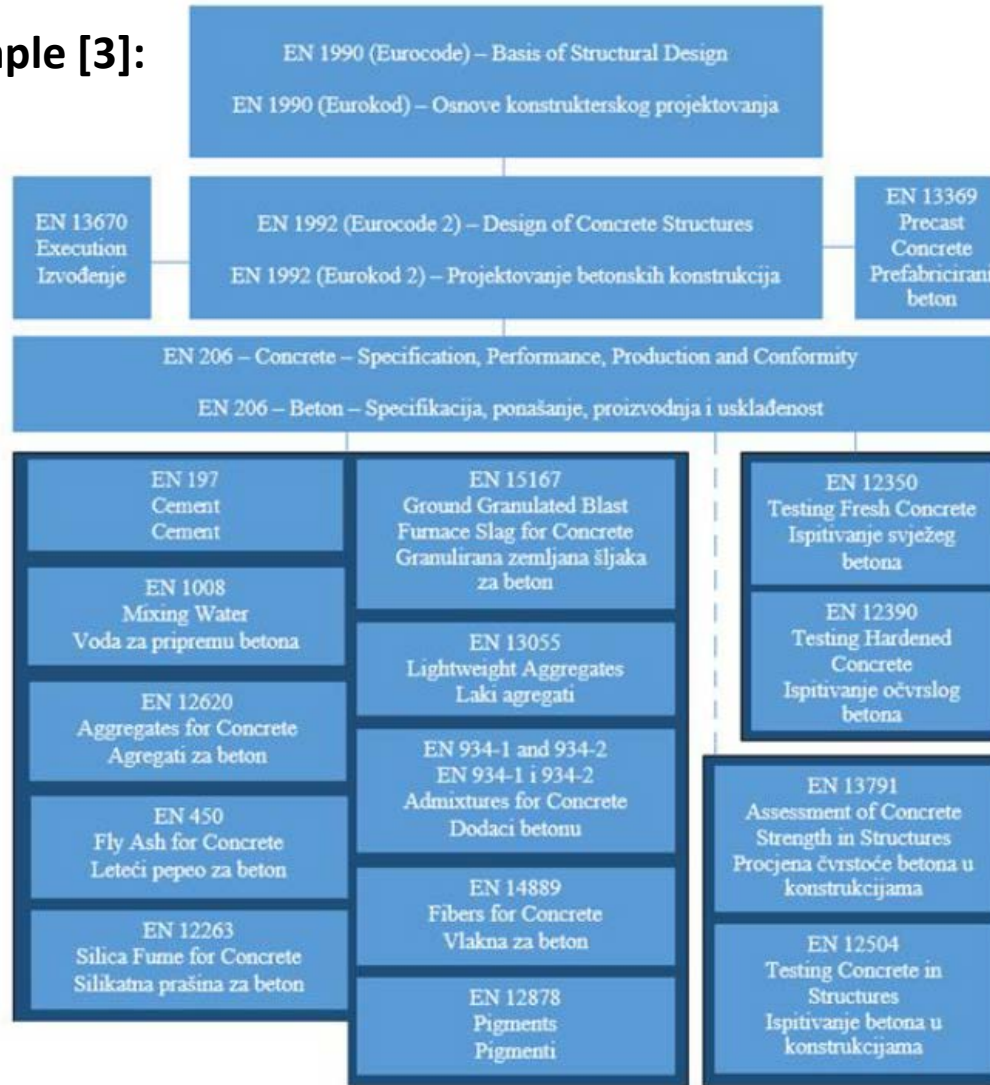 mple [3]:
EN 1990 (Eurocode) – Basis of Structural Design
EN 1990 (Eurokod) – Osnove konstrukterskog projektovanja
EN 13670
Execution
Izvođenje
EN 1992 (Eurocode 2) – Design of Concrete Structures
EN 1992 (Eurokod 2) – Projektovanje betonskih konstrukcija
EN 13369
Precast
Concrete
Prefabricirani
beton
EN 206 – Concrete – Specification, Performance, Production and Conformity
EN 206 – Beton – Specifikacija, ponašanje, proizvodnja i usklađenost
EN 197
Cement
Cement
EN 1008
Mixing Water
Voda za pripremu betona
EN 12620
Aggregates for Concrete
Agregati za beton
EN 450
Fly Ash for Concrete
Leteći pepeo za beton
EN 12263
Silica Fume for Concrete
Silikatna prašina za beton
EN 15167
Ground Granulated Blast
Furnace Slag for Concrete
Granulirana zemljana šljaka
za beton
EN 13055
Lightweight Aggregates
Laki agregati
EN 934-1 and 934-2
EN 934-1 i 934-2
Admixtures for Concrete
Dodaci betonu
EN 14889
Fibers for Concrete
Vlakna za beton
EN 12878
Pigments
Pigmenti
EN 12350
Testing Fresh Concrete
Ispitivanje svježeg
betona
EN 12390
Testing Hardened
Concrete
Ispitivanje očvrslog
betona
EN 13791
Assessment of Concrete
Strength in Structures
Procjena čvrstoće betona u
konstrukcijama
EN 12504
Testing Concrete in
Structures
Ispitivanje betona u
konstrukcijama